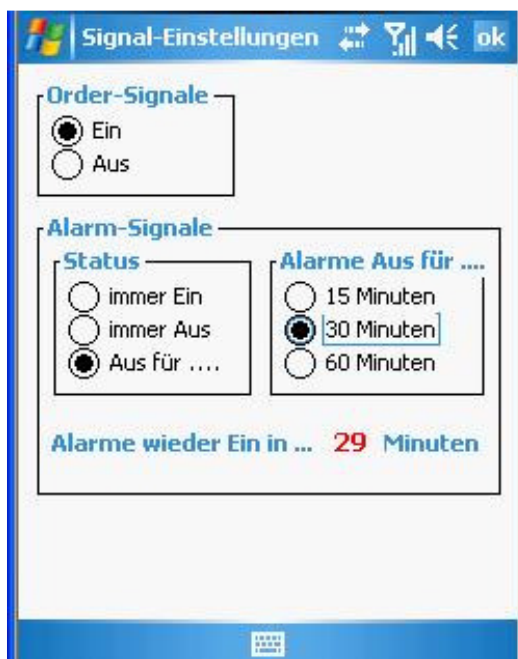 Signal-Einstellungen ok
Order-Signale
Ein
Aus
Alarm-Signale
Status
immer Ein
immer Aus
Aus für ....
Alarme Aus für ....
15 Minuten
30 Minuten
60 Minuten
Alarme wieder Ein in ... 29 Minuten